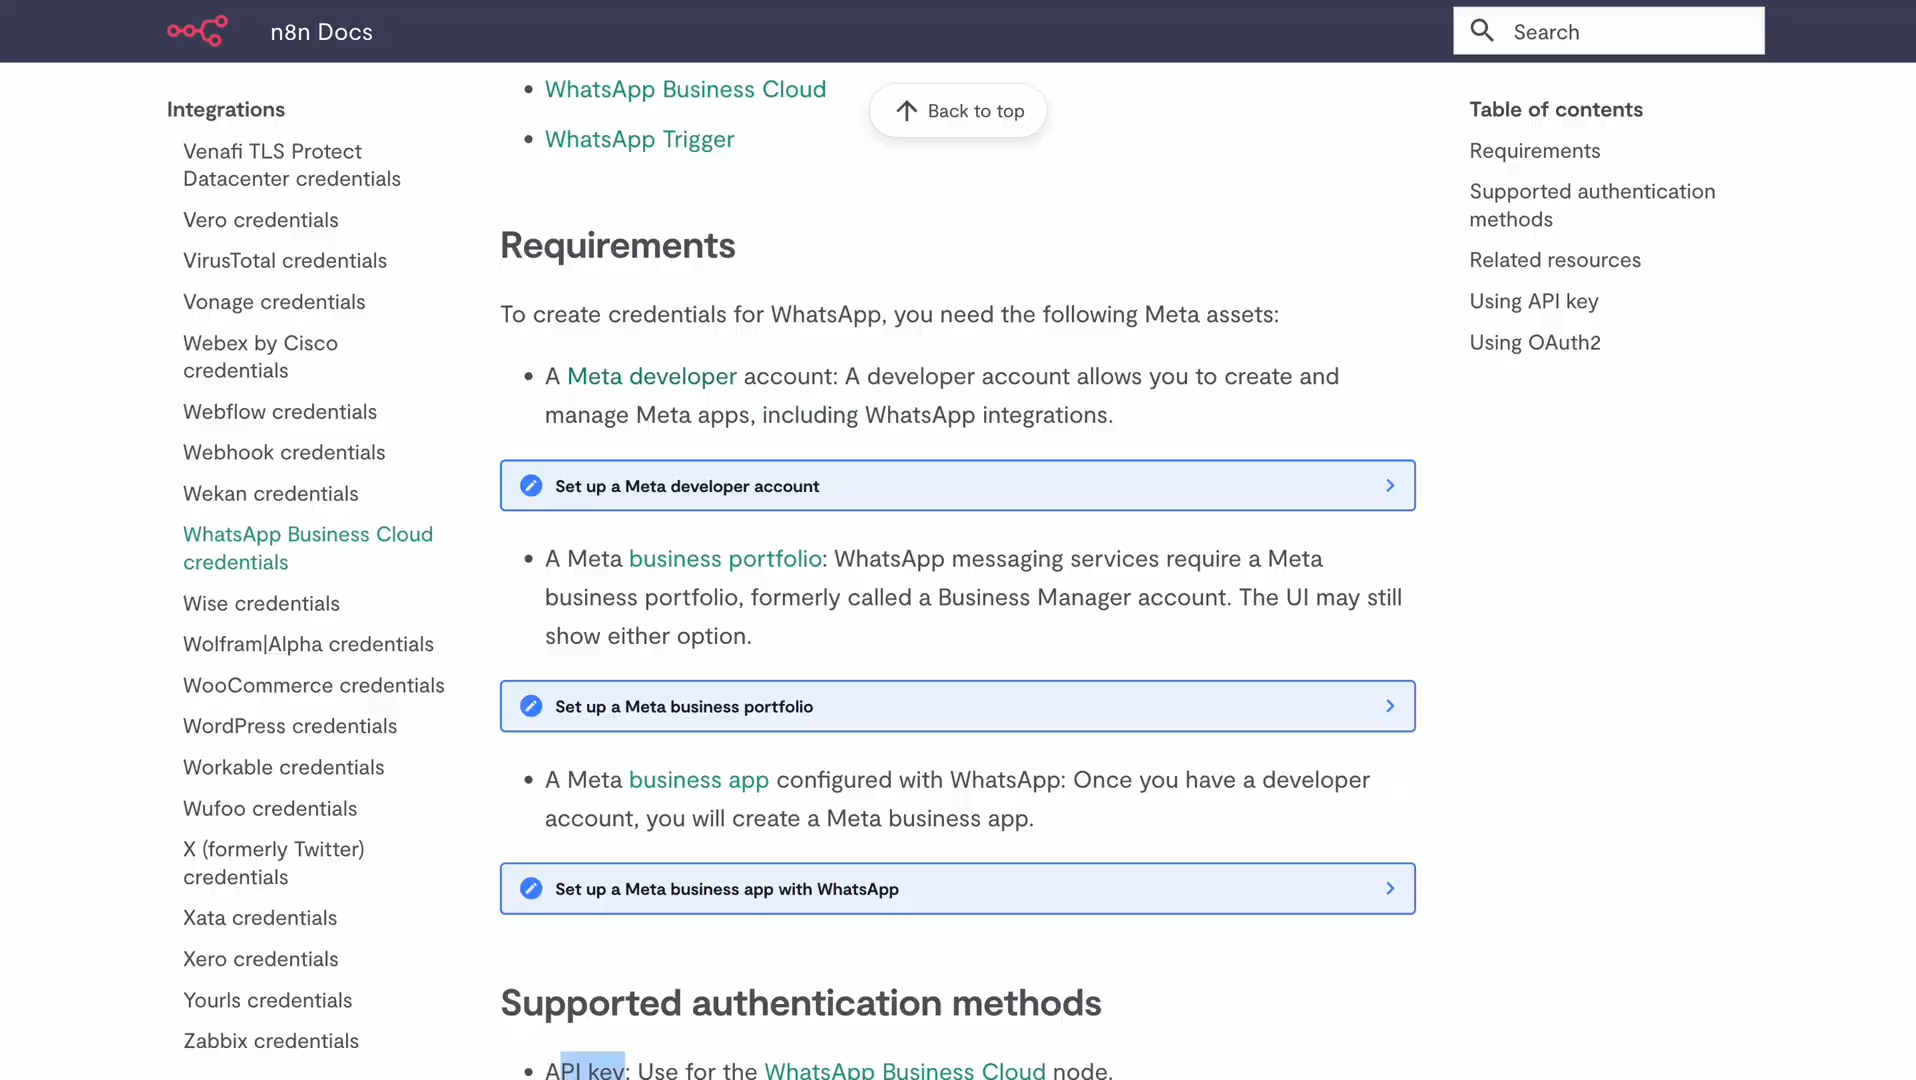 n8n Docs
Search
Integrations
Venafi TLS Protect
Datacenter credentials
Vero credentials
VirusTotal credentials
Vonage credentials
Webex by Cisco
credentials
Webflow credentials
Webhook credentials
Wekan credentials
WhatsApp Business Cloud
credentials
Wise credentials
Wolfram|Alpha credentials
WooCommerce credentials
WordPress credentials
Workable credentials
Wufoo credentials
X (formerly Twitter)
credentials
Xata credentials
Xero credentials
Yourls credentials
Zabbix credentials
• WhatsApp Business Cloud
Back to top
• WhatsApp Trigger
Requirements
To create credentials for WhatsApp, you need the following Meta assets:
• A Meta developer account: A developer account allows you to create and
manage Meta apps, including WhatsApp integrations.
Set up a Meta developer account
• A Meta business portfolio: WhatsApp messaging services require a Meta
business portfolio, formerly called a Business Manager account. The UI may still
show either option.
Set up a Meta business portfolio
• A Meta business app configured with WhatsApp: Once you have a developer
account, you will create a Meta business app.
Set up a Meta business app with WhatsApp
Supported authentication methods
• API key: Use for the WhatsApp Business Cloud node.
Table of contents
Requirements
Supported authentication
methods
Related resources
Using API key
Using OAuth2